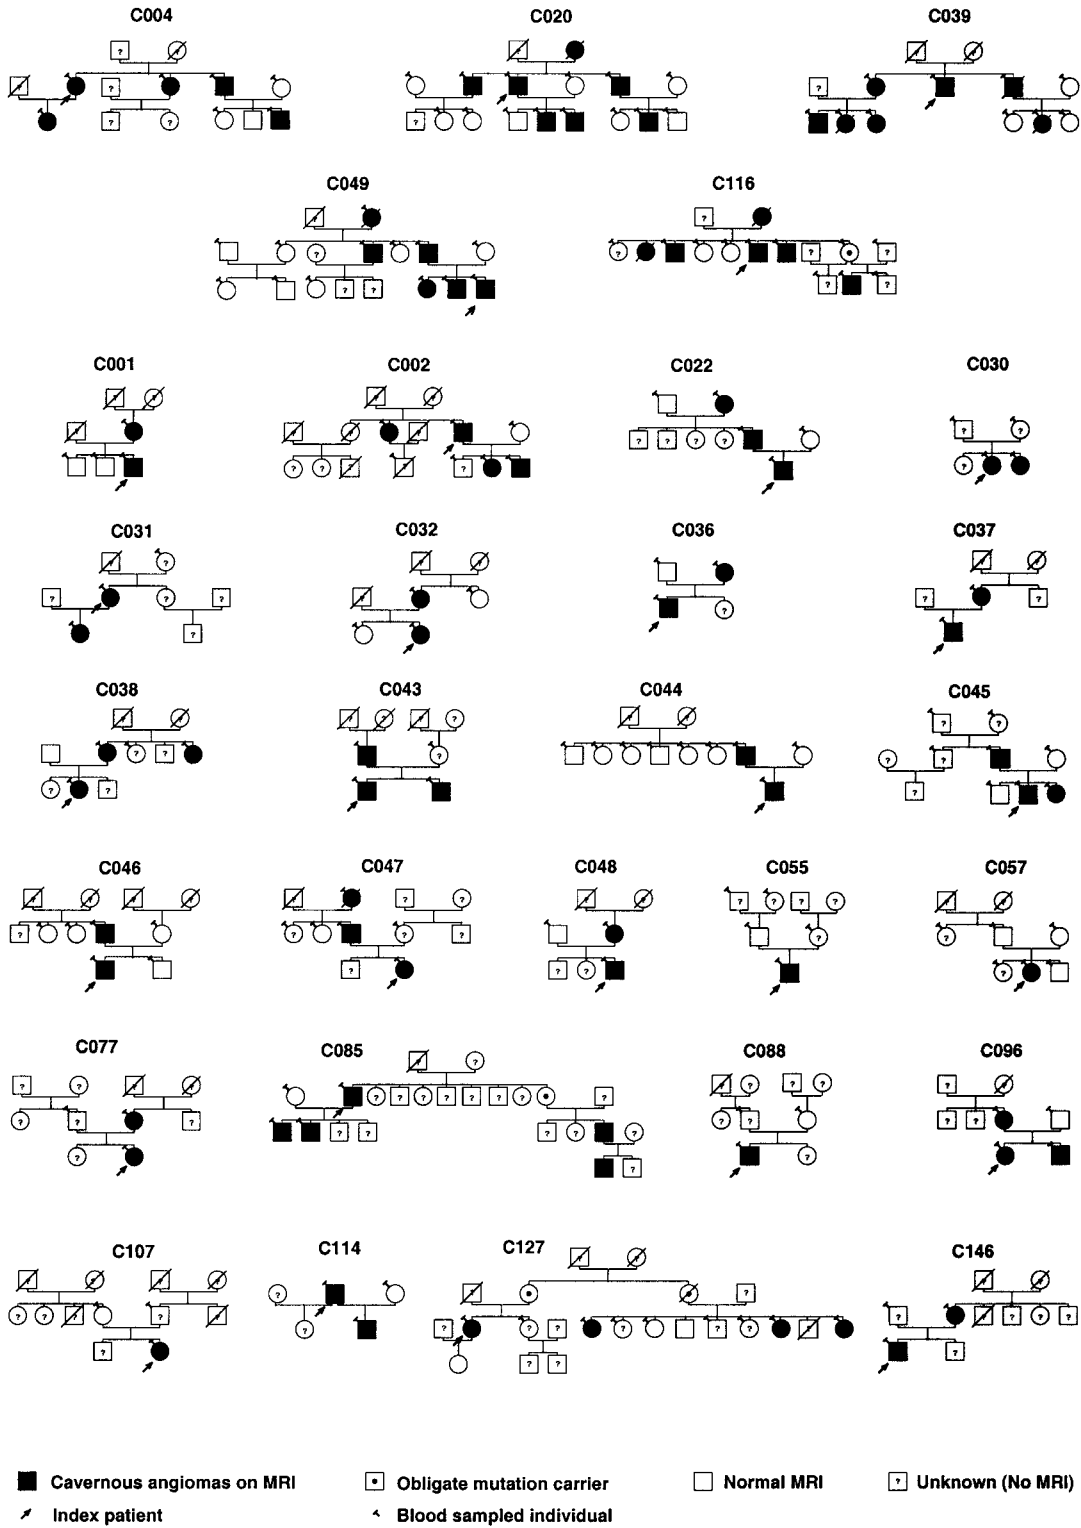 C004 C020 C039
C049 C116
C001 C002 C022 C030
C031 C032 C036 C037
C038 C043 C044 C045
C046 C047 C048 C055 C057
C077 C085 C088 C096
C107 C114 C127 C146
Cavernous angiomas on MRI Obligate mutation carrier Normal MRI ? Unknown (No MRI)
Index patient Blood sampled individual